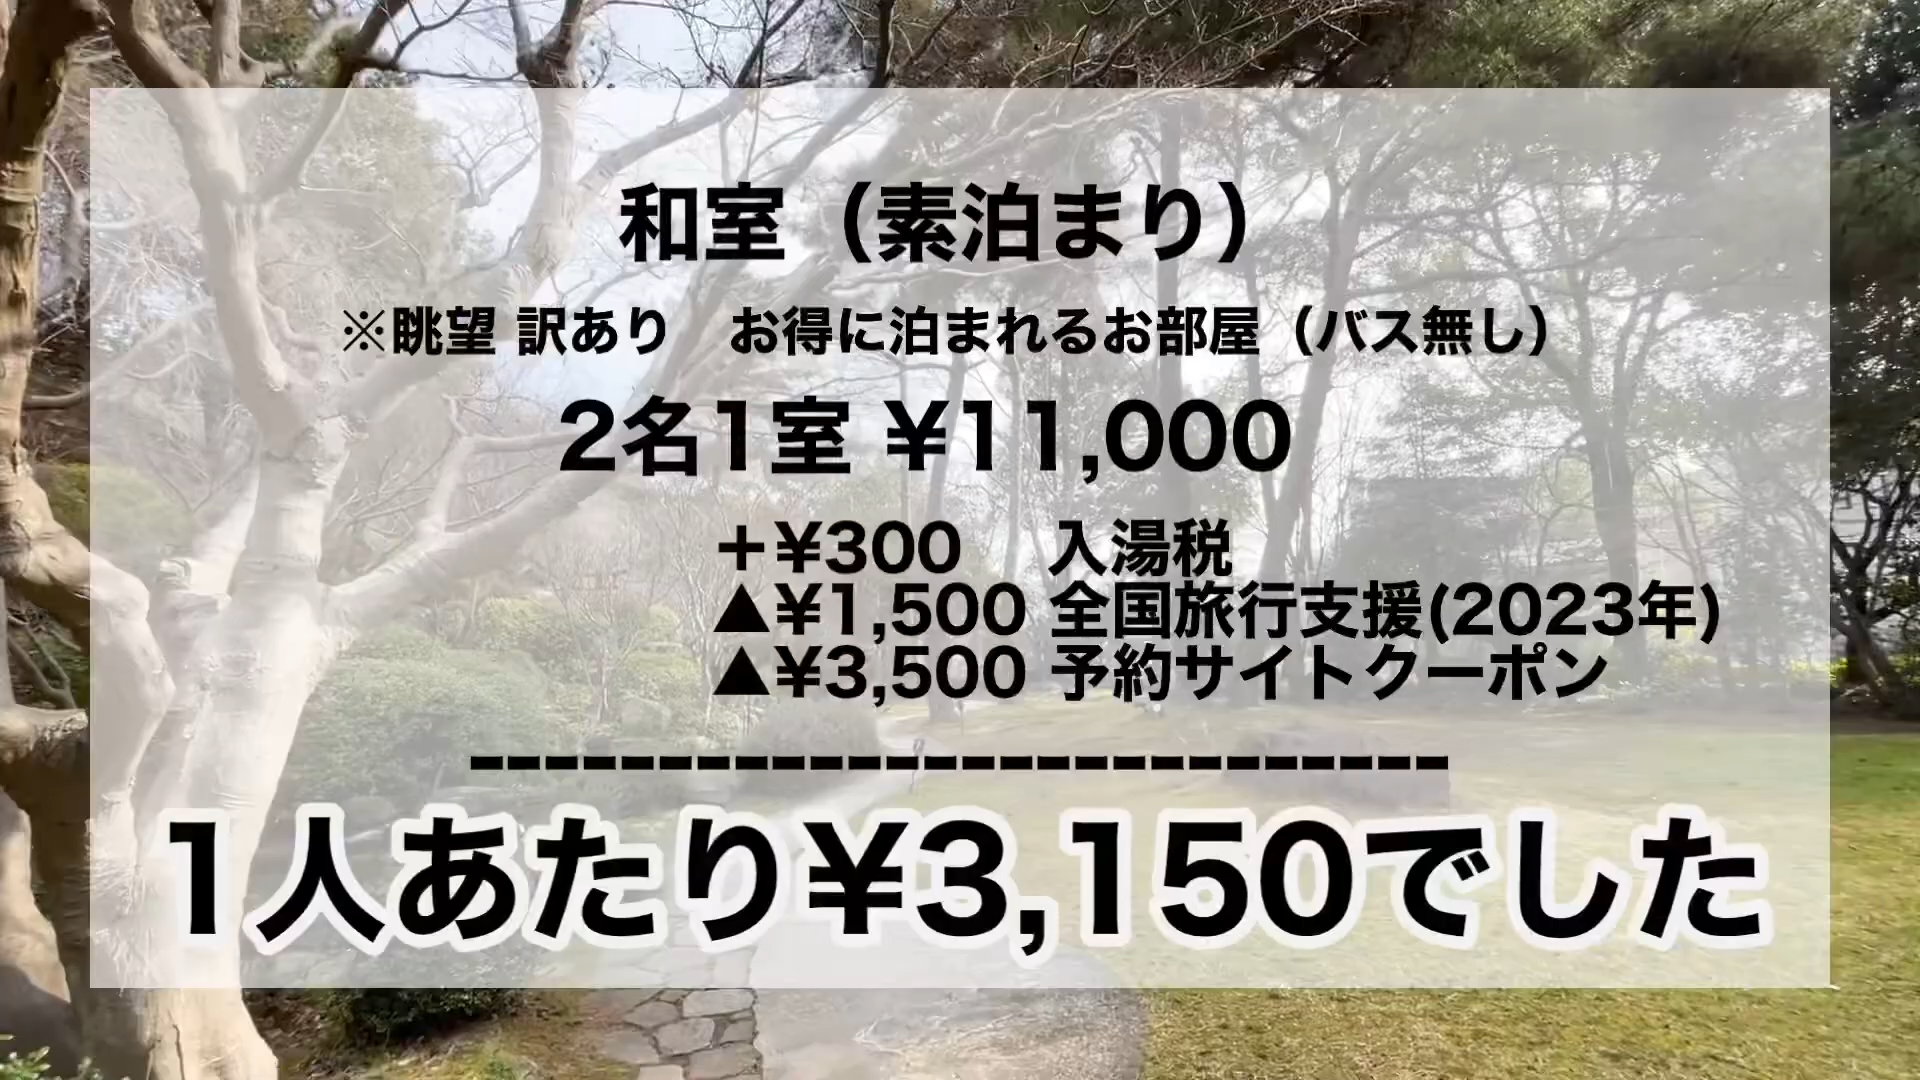 和室（素泊まり）
※眺望 訳あり　お得に泊まれるお部屋（バス無し）
2名1室 ¥11,000
＋¥300　入湯税
▲¥1,500 全国旅行支援(2023年)
▲¥3,500 予約サイトクーポン
--------------------------
1人あたり¥3,150でした